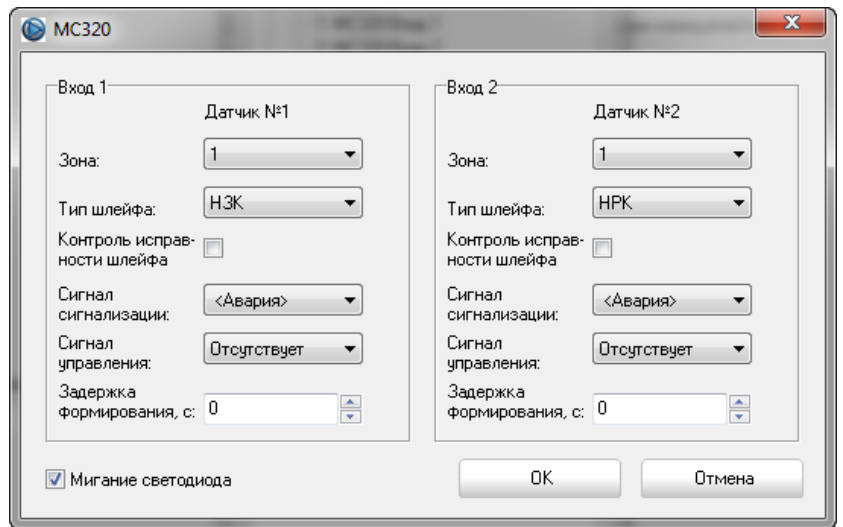 МС320
Вход 1
Датчик №1
Зона:
1
Тип шлейфа:
НЗК
Контроль исправ-
ности шлейфа
Сигнал
сигнализации:
<Авария>
Сигнал
управления:
Отсутствует
Задержка
формирования, с:
0
Вход 2
Датчик №2
Зона:
1
Тип шлейфа:
НРК
Контроль исправ-
ности шлейфа
Сигнал
сигнализации:
<Авария>
Сигнал
управления:
Отсутствует
Задержка
формирования, с:
0
Мигание светодиода
ОК
Отмена